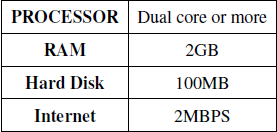 PROCESSOR Dual core or more
RAM 2GB
Hard Disk 100MB
Internet 2MBPS